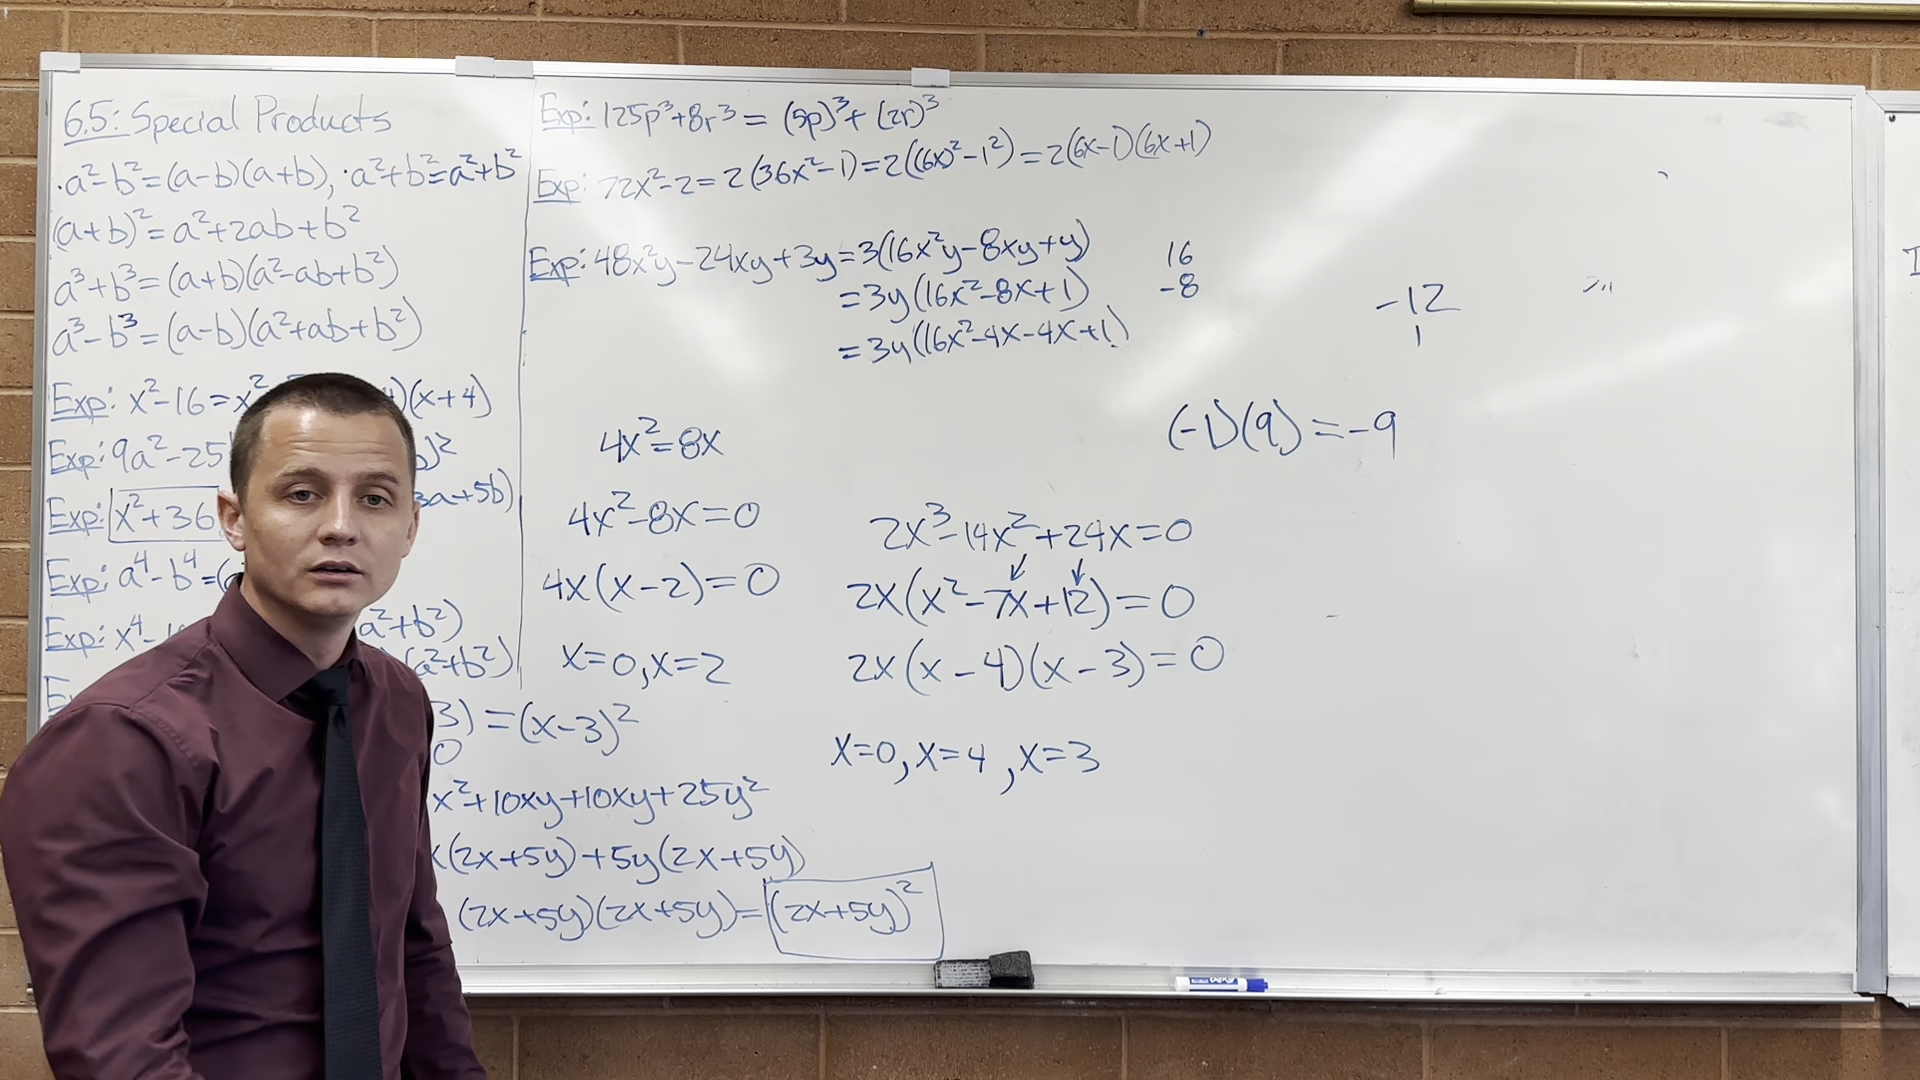 6.5: Special Products
·a²-b²=(a-b)(a+b), ·a²+b²=a²+b²
(a+b)²=a²+2ab+b²
a³+b³=(a+b)(a²-ab+b²)
a³-b³=(a-b)(a²+ab+b²)
Exp: x²-16=x² )(x+4)
Exp: 9a²-25 )²
3a+5b)
Exp: x²+36
Exp: a⁴-b⁴=(
a²+b²)
Exp: x⁴-
(a²+b²)
3)=(x-3)²
0
x²+10xy+10xy+25y²
(2x+5y)+5y(2x+5y)
(2x+5y)(2x+5y)=(2x+5y)²
Exp: 125p³+8r³=(5p)³+(2r)³
Exp: 72x²-2=2(36x²-1)=2((6x)²-1²)=2(6x-1)(6x+1)
Exp: 48x²y-24xy+3y=3(16x²y-8xy+y)
=3y(16x²-8x+1)
=3y(16x²-4x-4x+1)
16
-8
-12
1
(-1)(9)=-9
4x²=8x
4x²-8x=0
4x(x-2)=0
x=0,x=2
2x³-14x²+24x=0
2x(x²-7x+12)=0
2x(x-4)(x-3)=0
x=0,x=4,x=3